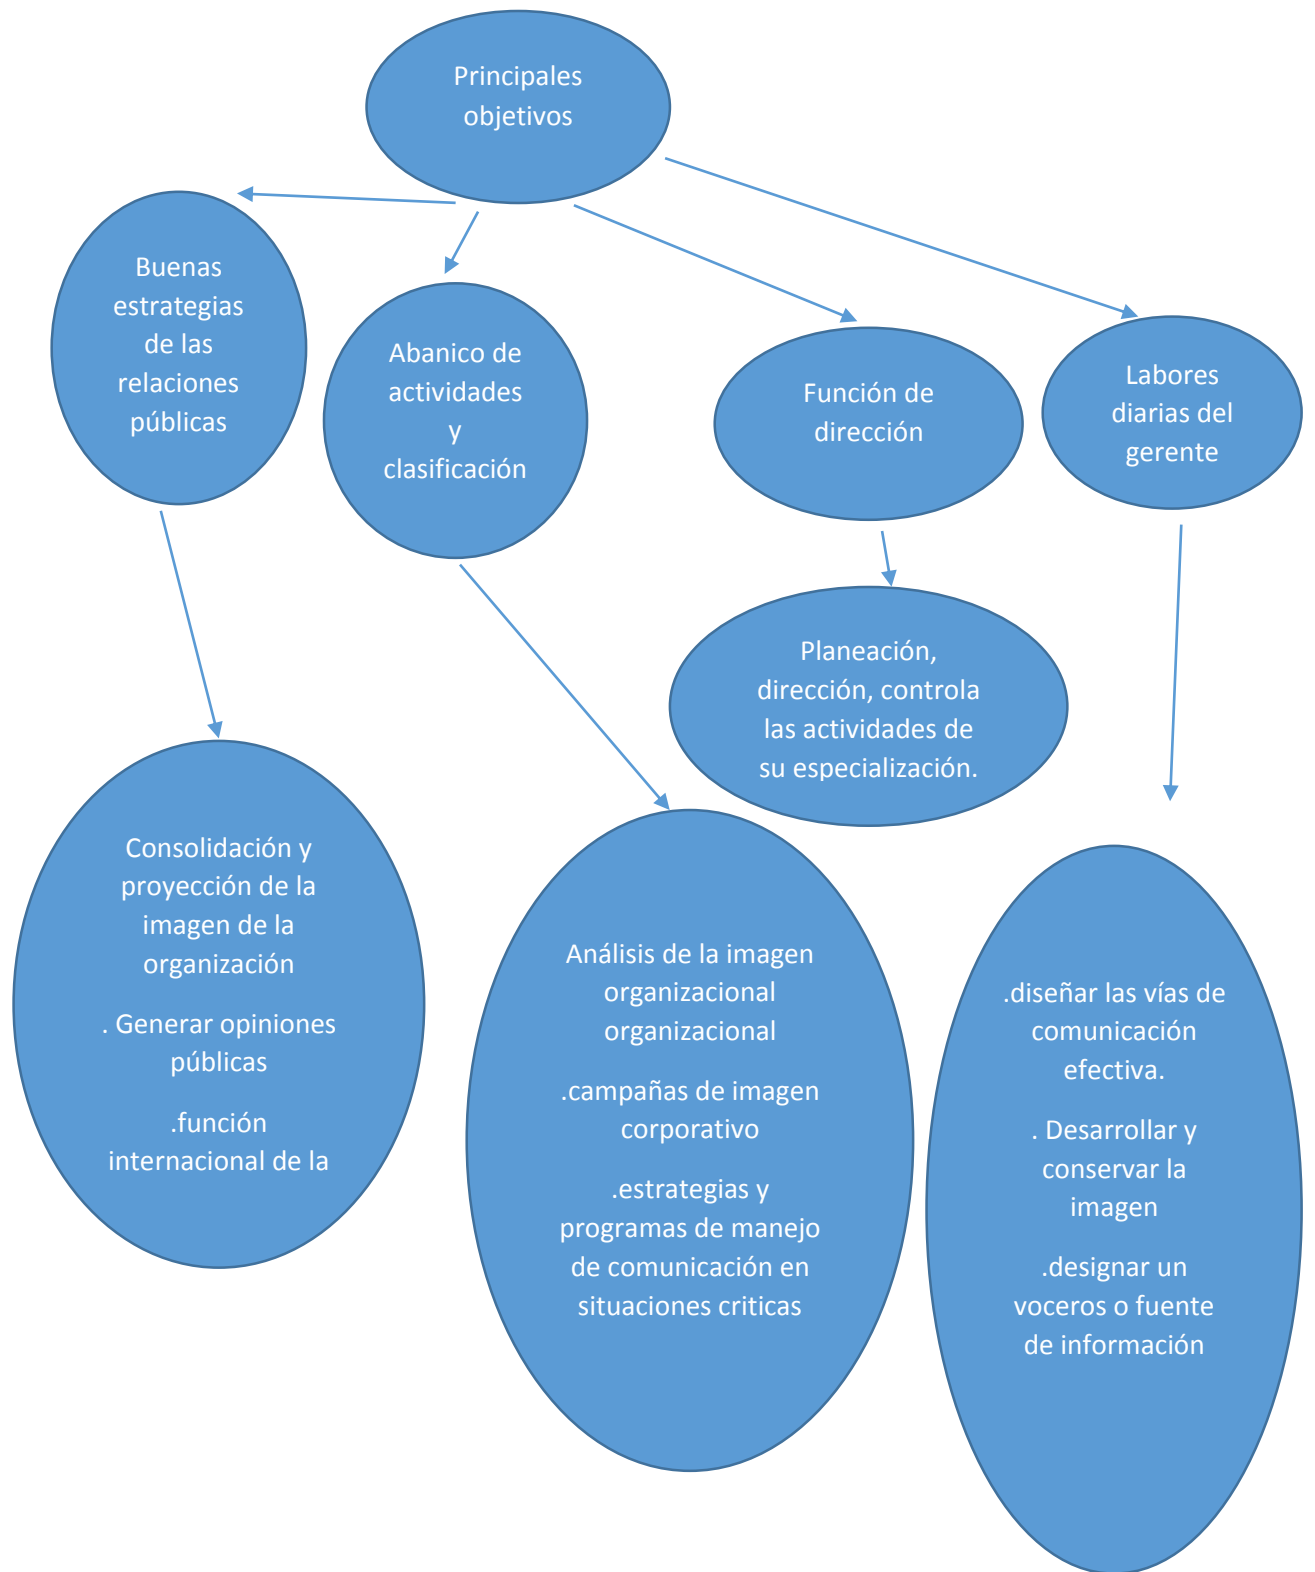 Principales
objetivos
Buenas
estrategias
de las
relaciones
públicas
Abanico de
actividades
y
clasificación
Función de
dirección
Labores
diarias del
gerente
Planeación,
dirección, controla
las actividades de
su especialización.
Consolidación y
proyección de la
imagen de la
organización
. Generar opiniones
públicas
.función
internacional de la
Análisis de la imagen
organizacional
organizacional
.campañas de imagen
corporativo
.estrategias y
programas de manejo
de comunicación en
situaciones criticas
.diseñar las vías de
comunicación
efectiva.
. Desarrollar y
conservar la
imagen
.designar un
voceros o fuente
de información